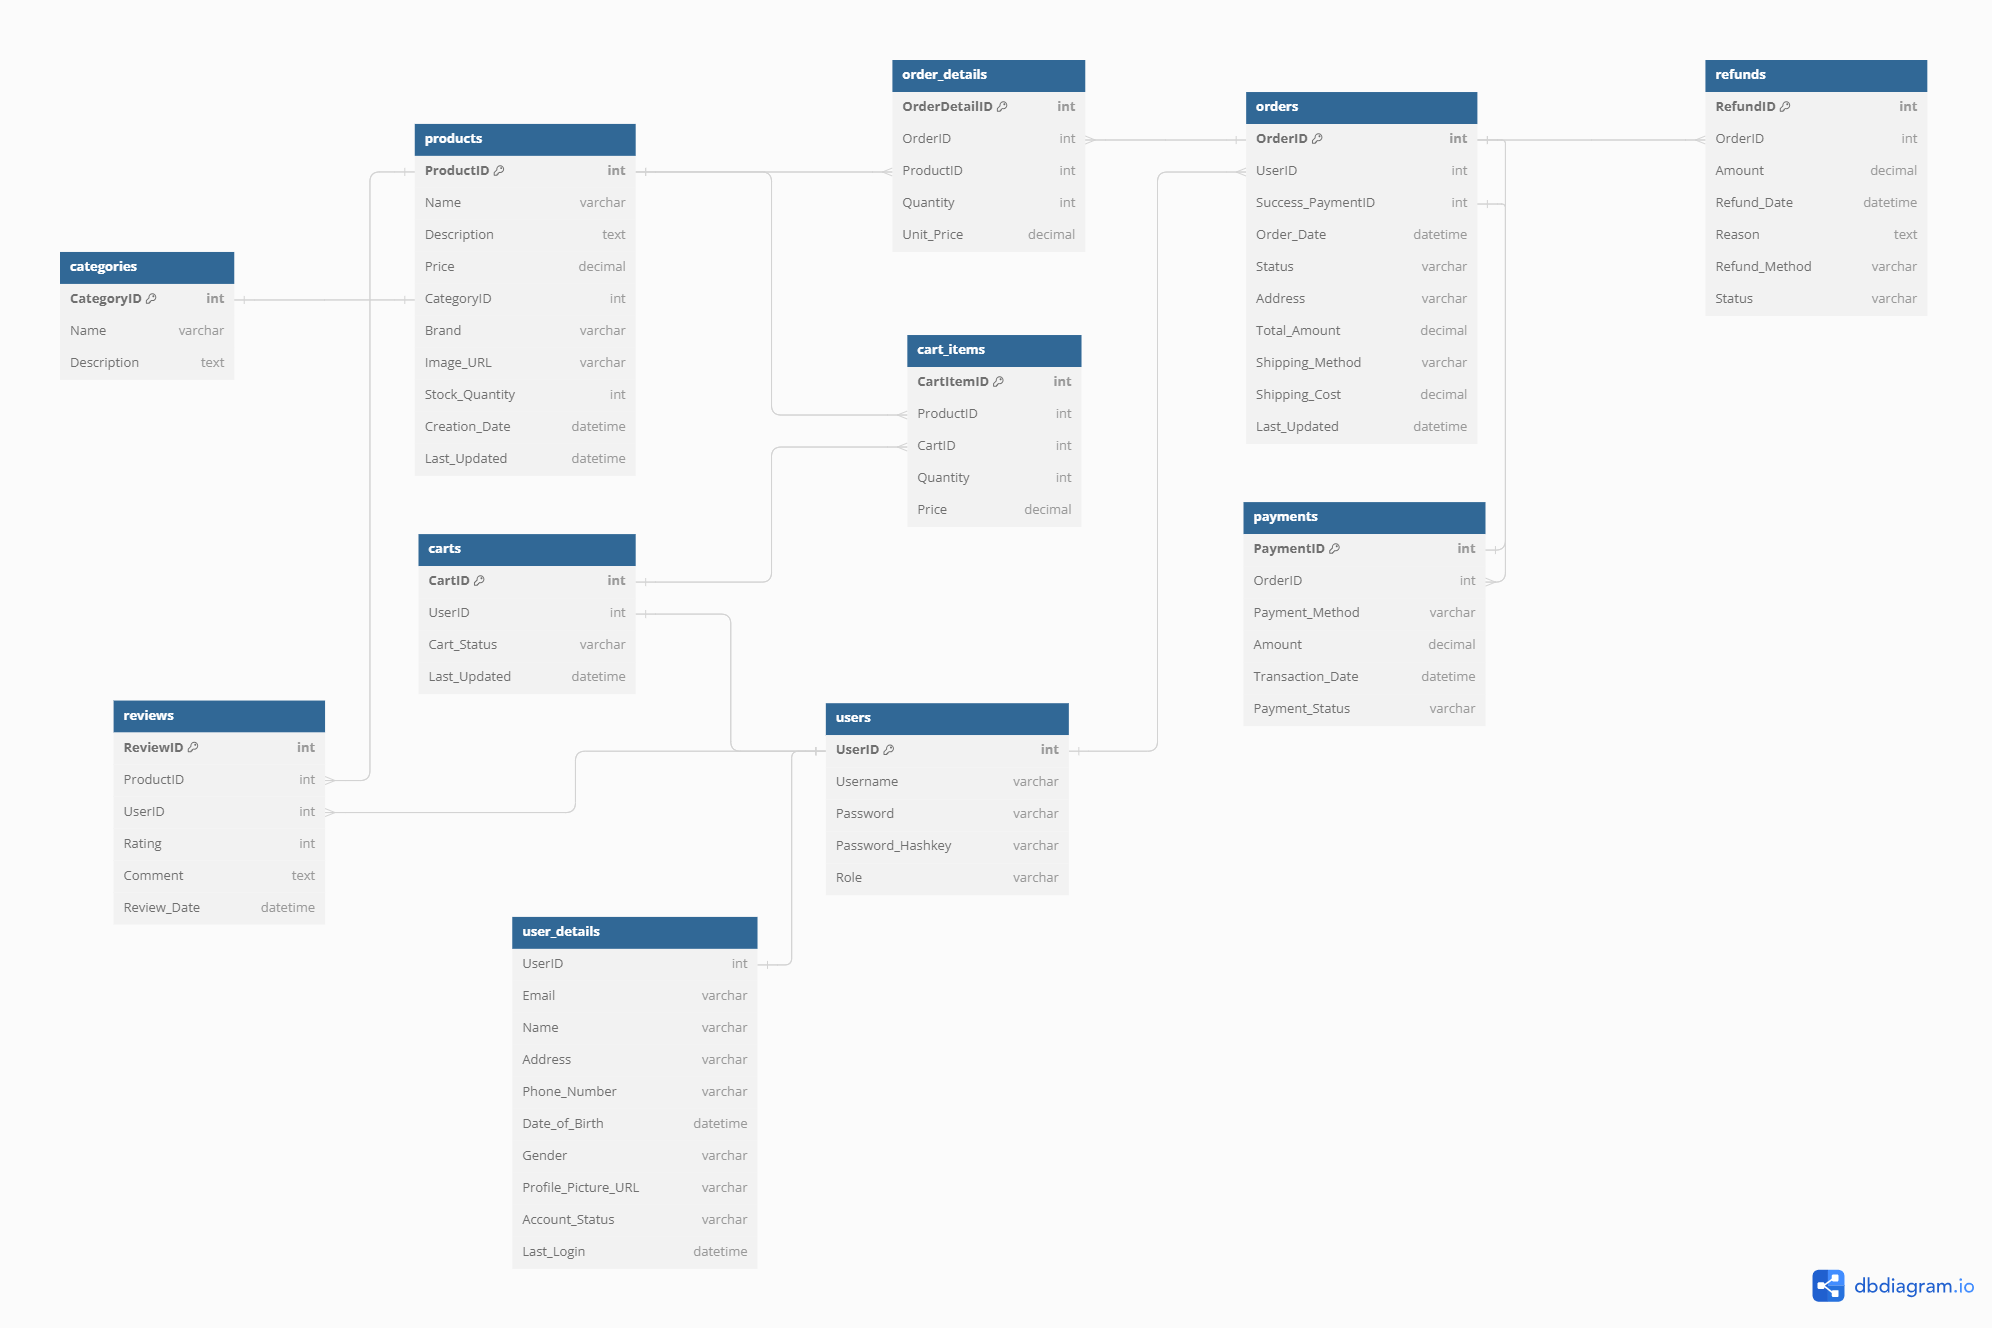 order_details
OrderDetailID int
OrderID int
ProductID int
Quantity int
Unit_Price decimal
refunds
RefundID int
OrderID int
Amount decimal
Refund_Date datetime
Reason text
Refund_Method varchar
Status varchar
orders
OrderID int
UserID int
Success_PaymentID int
Order_Date datetime
Status varchar
Address varchar
Total_Amount decimal
Shipping_Method varchar
Shipping_Cost decimal
Last_Updated datetime
products
ProductID int
Name varchar
Description text
Price decimal
CategoryID int
Brand varchar
Image_URL varchar
Stock_Quantity int
Creation_Date datetime
Last_Updated datetime
categories
CategoryID int
Name varchar
Description text
cart_items
CartItemID int
ProductID int
CartID int
Quantity int
Price decimal
payments
PaymentID int
OrderID int
Payment_Method varchar
Amount decimal
Transaction_Date datetime
Payment_Status varchar
carts
CartID int
UserID int
Cart_Status varchar
Last_Updated datetime
reviews
ReviewID int
ProductID int
UserID int
Rating int
Comment text
Review_Date datetime
users
UserID int
Username varchar
Password varchar
Password_Hashkey varchar
Role varchar
user_details
UserID int
Email varchar
Name varchar
Address varchar
Phone_Number varchar
Date_of_Birth datetime
Gender varchar
Profile_Picture_URL varchar
Account_Status varchar
Last_Login datetime
dbdiagram.io